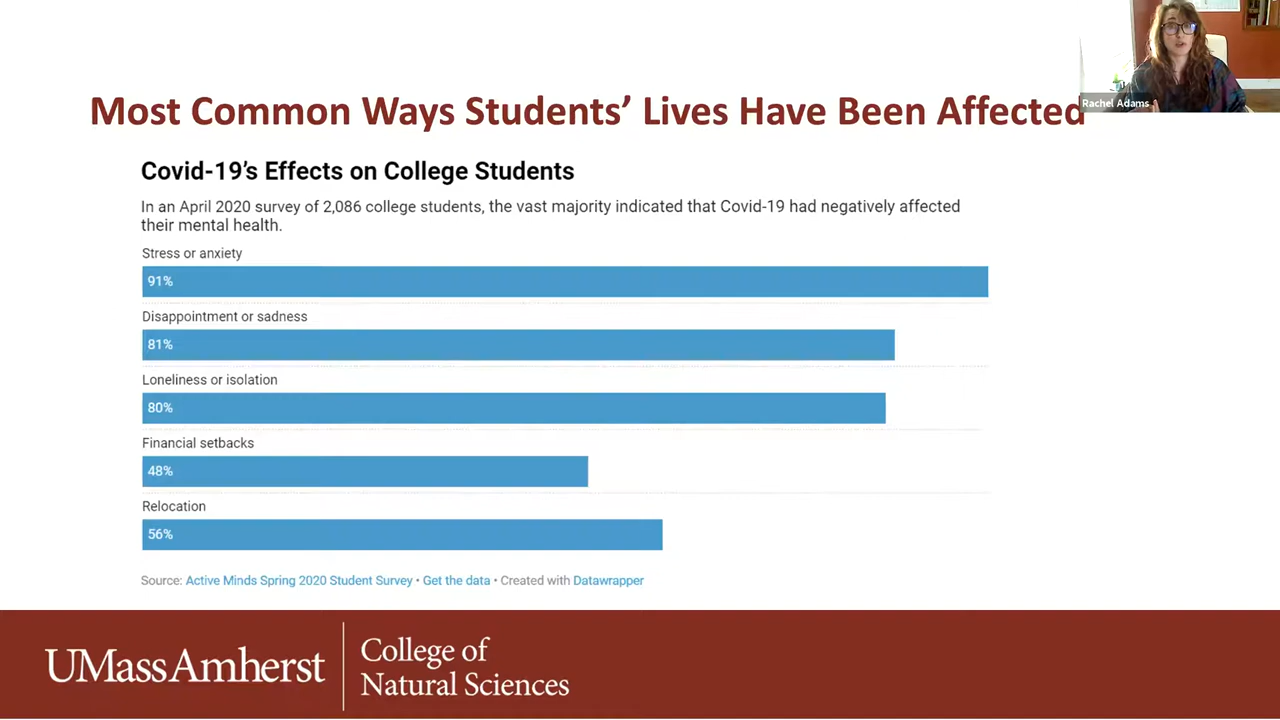 Rachel Adams
Most Common Ways Students’ Lives Have Been Affected
Covid-19’s Effects on College Students
In an April 2020 survey of 2,086 college students, the vast majority indicated that Covid-19 had negatively affected
their mental health.
Stress or anxiety
91%
Disappointment or sadness
81%
Loneliness or isolation
80%
Financial setbacks
48%
Relocation
56%
Source: Active Minds Spring 2020 Student Survey • Get the data • Created with Datawrapper
UMassAmherst
College of
Natural Sciences